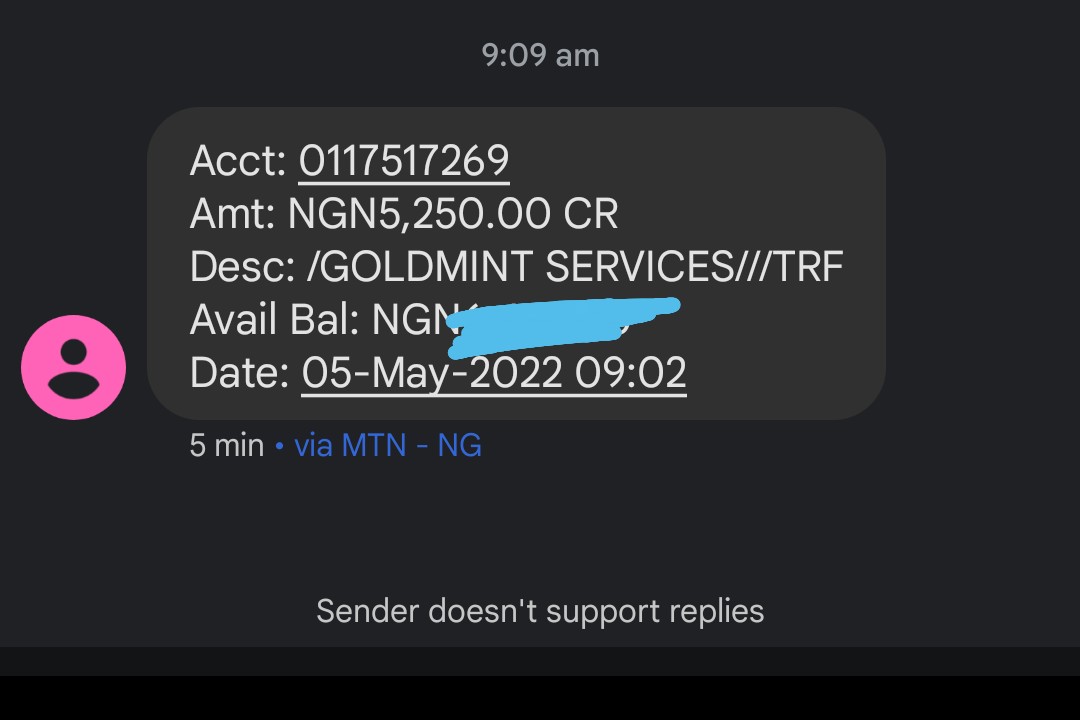 9:09 am
Acct: 0117517269
Amt: NGN5,250.00 CR
Desc: /GOLDMINT SERVICES///TRF
Avail Bal: NGN
Date: 05-May-2022 09:02
5 min • via MTN - NG
Sender doesn't support replies